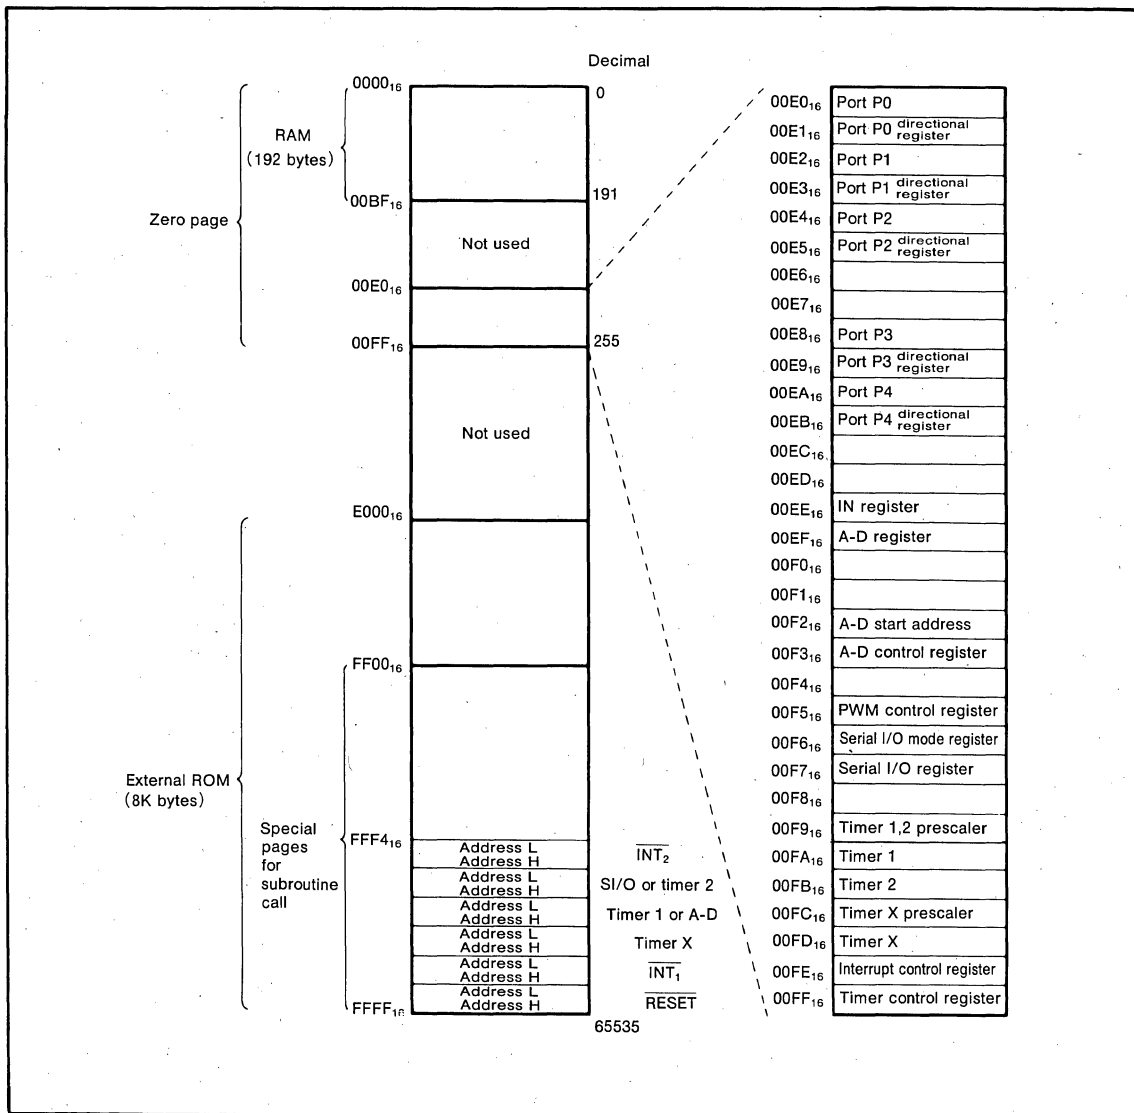 Decimal
0000₁₆
0
RAM
(192 bytes)
00BF₁₆
191
Zero page
Not used
00E0₁₆
00FF₁₆
255
Not used
E000₁₆
FF00₁₆
External ROM
(8K bytes)
Special
pages
for
subroutine
call
FFF4₁₆
Address L
Address H
INT₂
Address L
Address H
SI/O or timer 2
Address L
Address H
Timer 1 or A-D
Address L
Address H
Timer X
Address L
Address H
INT₁
Address L
Address H
RESET
FFFF₁₆
65535
00E0₁₆ Port P0
00E1₁₆ Port P0 directional register
00E2₁₆ Port P1
00E3₁₆ Port P1 directional register
00E4₁₆ Port P2
00E5₁₆ Port P2 directional register
00E6₁₆
00E7₁₆
00E8₁₆ Port P3
00E9₁₆ Port P3 directional register
00EA₁₆ Port P4
00EB₁₆ Port P4 directional register
00EC₁₆
00ED₁₆
00EE₁₆ IN register
00EF₁₆ A-D register
00F0₁₆
00F1₁₆
00F2₁₆ A-D start address
00F3₁₆ A-D control register
00F4₁₆
00F5₁₆ PWM control register
00F6₁₆ Serial I/O mode register
00F7₁₆ Serial I/O register
00F8₁₆
00F9₁₆ Timer 1,2 prescaler
00FA₁₆ Timer 1
00FB₁₆ Timer 2
00FC₁₆ Timer X prescaler
00FD₁₆ Timer X
00FE₁₆ Interrupt control register
00FF₁₆ Timer control register